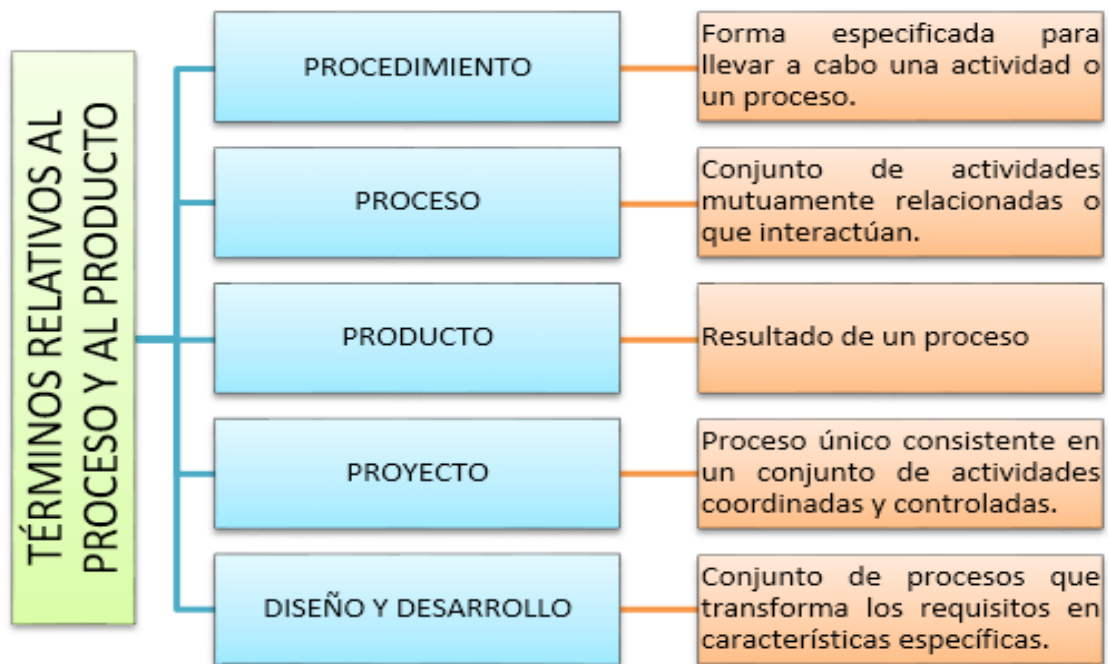 TÉRMINOS RELATIVOS AL
PROCESO Y AL PRODUCTO
PROCEDIMIENTO
Forma especificada para
llevar a cabo una actividad o
un proceso.
PROCESO
Conjunto de actividades
mutuamente relacionadas o
que interactúan.
PRODUCTO
Resultado de un proceso
PROYECTO
Proceso único consistente en
un conjunto de actividades
coordinadas y controladas.
DISEÑO Y DESARROLLO
Conjunto de procesos que
transforma los requisitos en
características específicas.